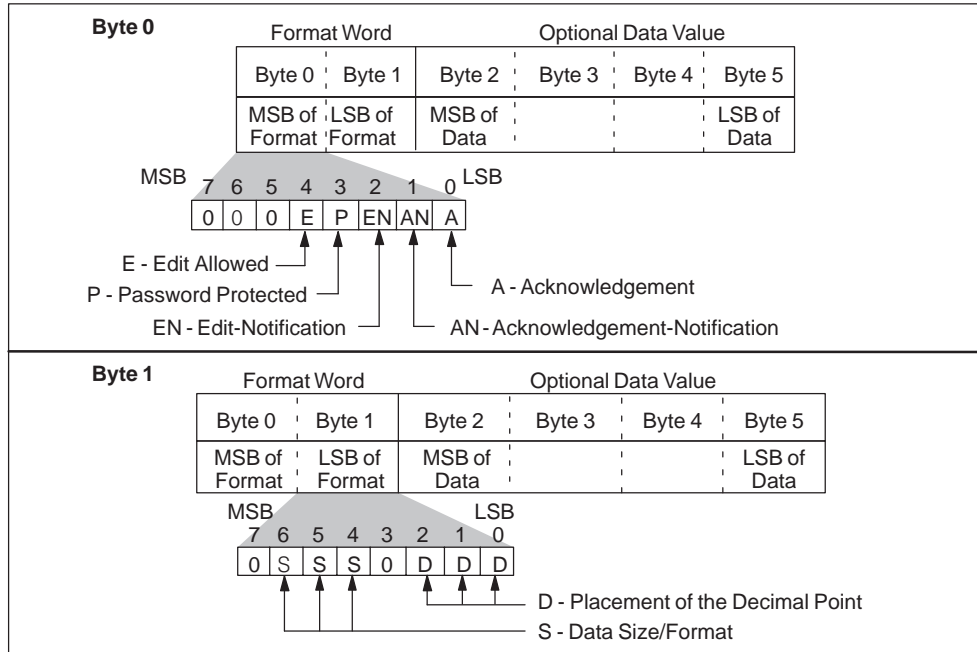 Byte 0
Format Word Optional Data Value
Byte 0 Byte 1 Byte 2 Byte 3 Byte 4 Byte 5
MSB of LSB of MSB of LSB of
Format Format Data Data
MSB 7 6 5 4 3 2 1 0 LSB
0 0 0 E P EN AN A
E - Edit Allowed
A - Acknowledgement
P - Password Protected
EN - Edit-Notification AN - Acknowledgement-Notification
Byte 1
Format Word Optional Data Value
Byte 0 Byte 1 Byte 2 Byte 3 Byte 4 Byte 5
MSB of LSB of MSB of LSB of
Format Format Data Data
MSB LSB
7 6 5 4 3 2 1 0
0 S S S 0 D D D
D - Placement of the Decimal Point
S - Data Size/Format